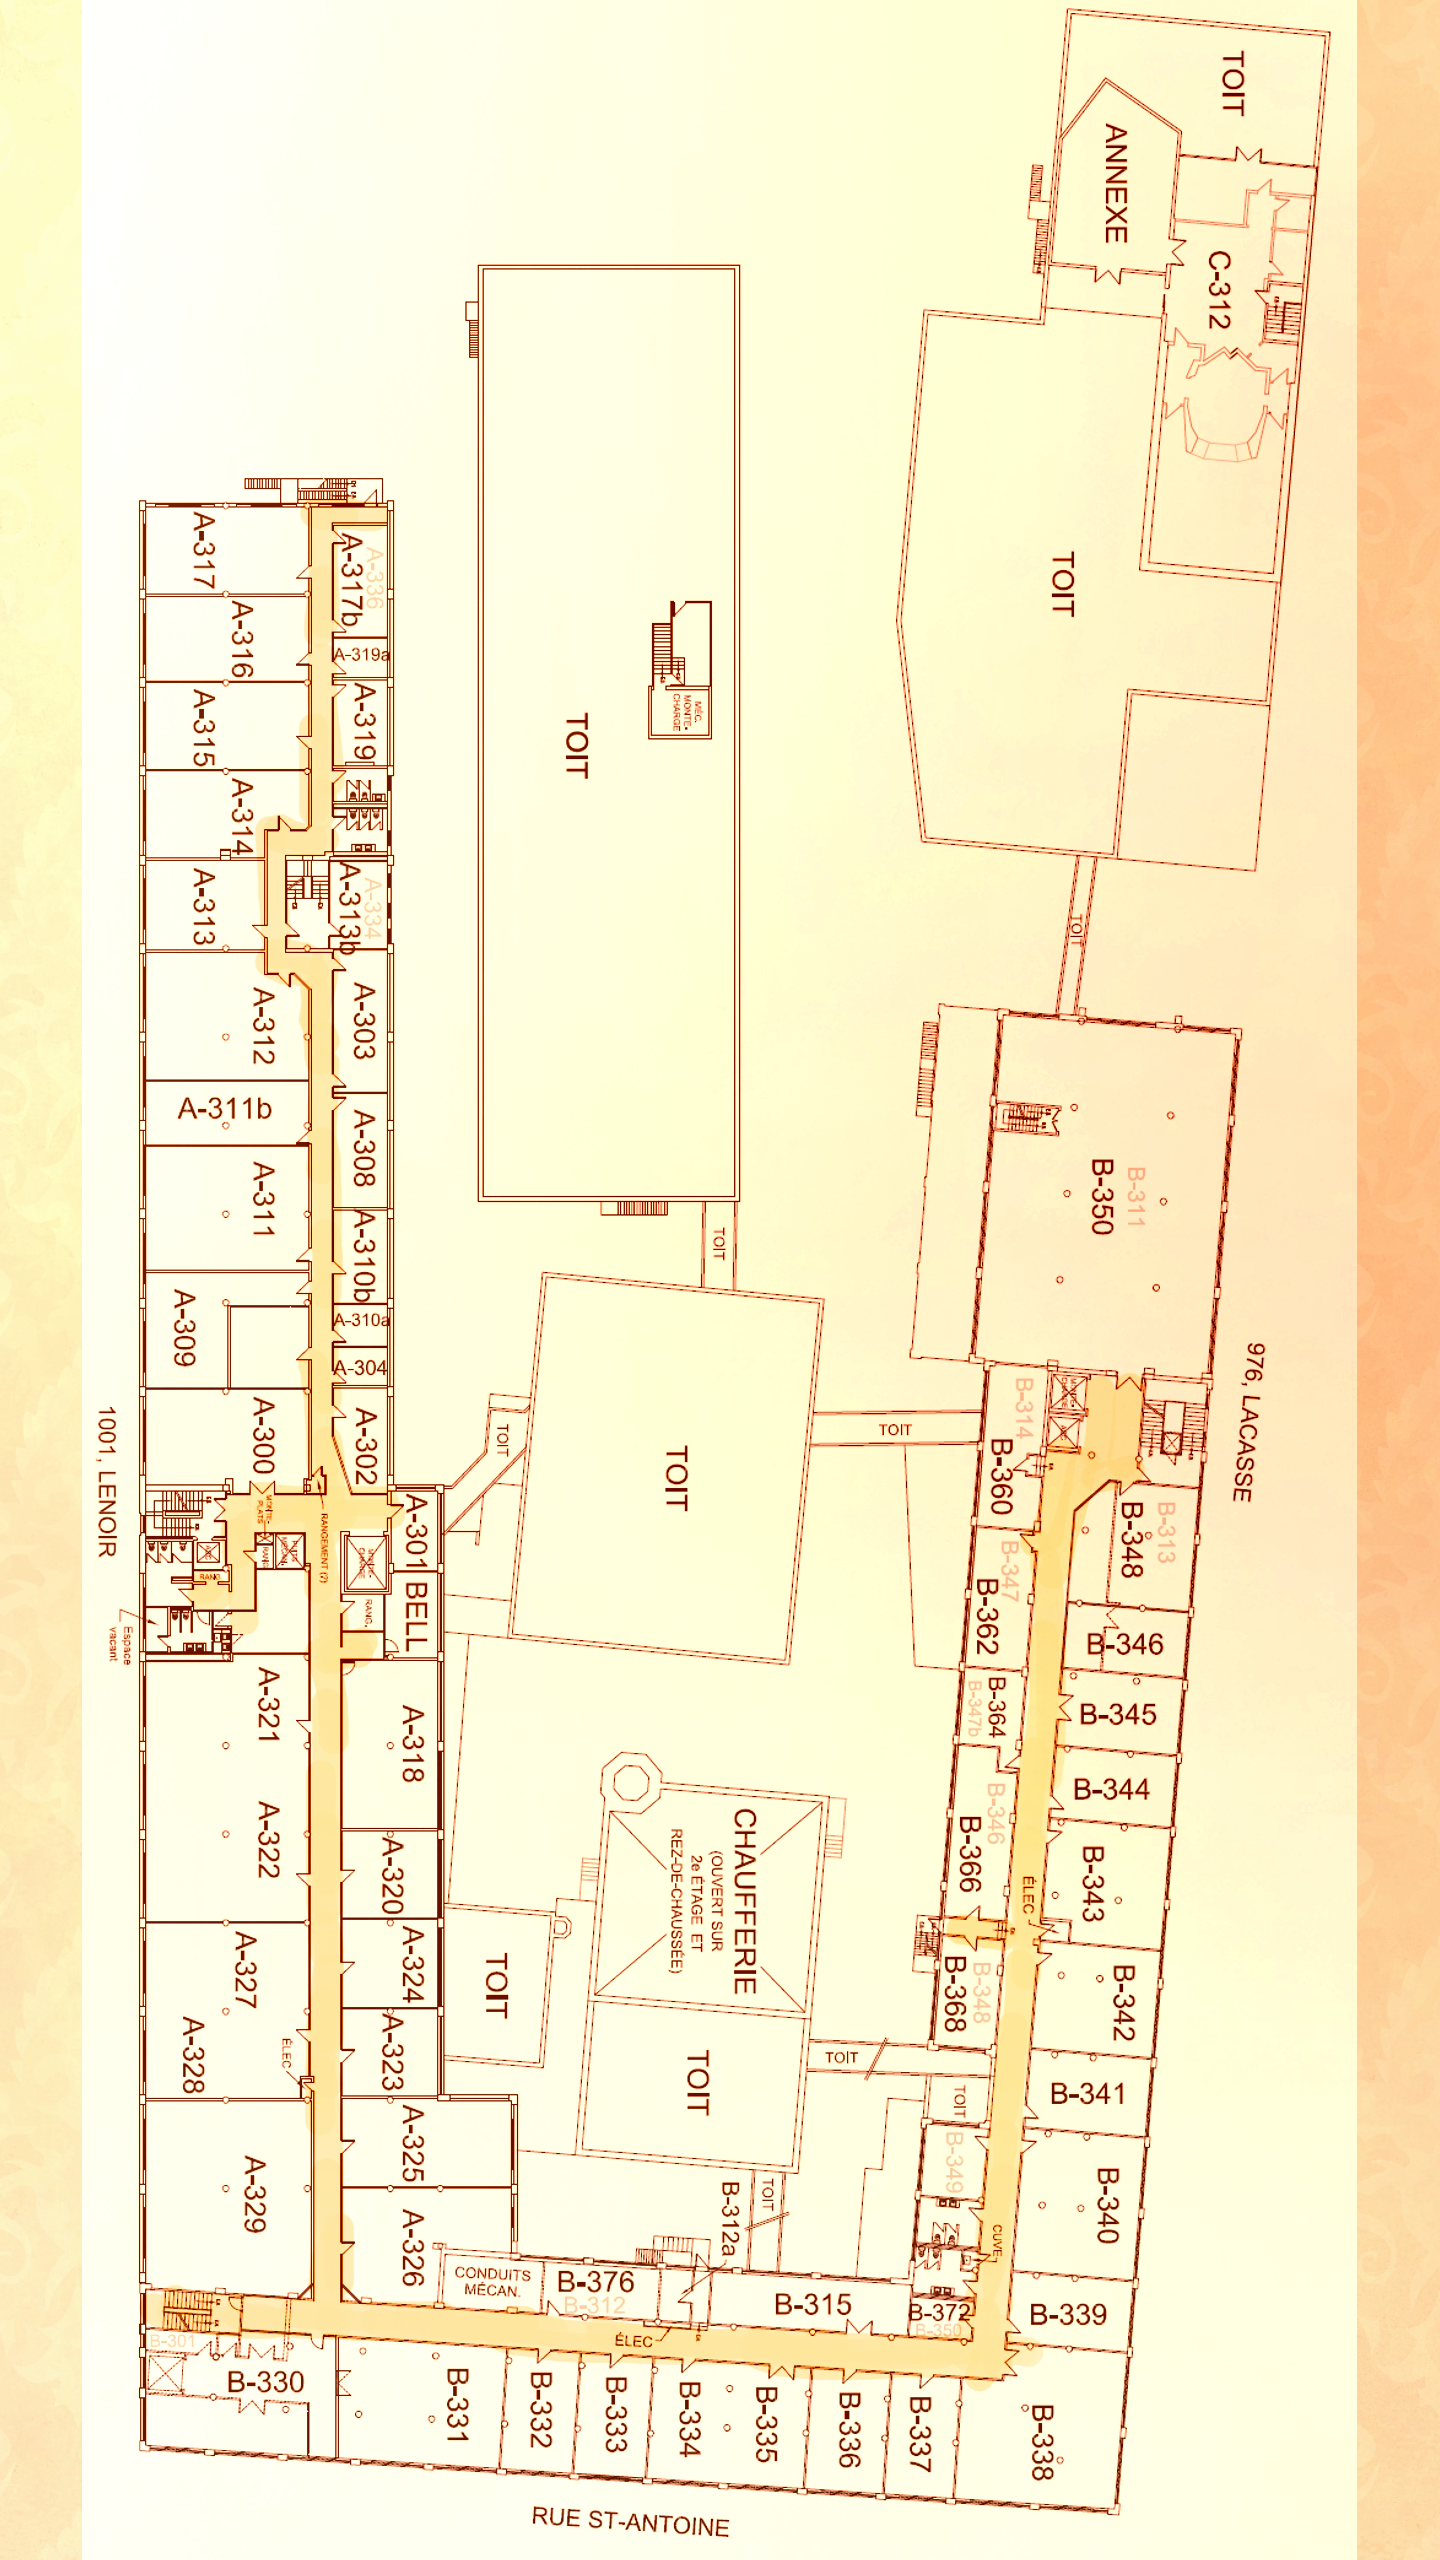 TOIT
ANNEXE
C-312
TOIT
TOIT
MÉC.
MONTE-
CHARGE
TOIT
A-317
A-336
A-317b
A-316
A-319a
A-315
A-319
A-314
A-313
A-334
A-313b
A-312
A-303
A-311b
A-308
A-311
A-310b
A-309
A-310a
A-304
A-300
A-302
1001, LENOIR
MONTE-
PLATS
RANGEMENT (?)
A-301
RANG.
RANG.
BELL
Espace
vacant
A-321
A-318
A-322
A-320
A-327
A-324
A-328
ÉLEC
A-323
A-325
A-329
A-326
TOIT
TOIT
TOIT
TOIT
CHAUFFERIE
(OUVERT SUR
2e ÉTAGE ET
REZ-DE-CHAUSSÉE)
TOIT
TOIT
TOIT
TOIT
TOIT
B-311
B-350
976, LACASSE
B-314
B-360
B-313
B-348
B-347
B-362
B-346
B-364
B-347b
B-345
B-344
B-346
B-366
B-343
ÉLEC
B-348
B-368
B-342
B-341
B-349
B-340
CUVE
B-339
B-372
B-350
B-312a
CONDUITS
MÉCAN.
B-376
B-312
B-315
ÉLEC
B-301
B-330
B-331
B-332
B-333
B-334
B-335
B-336
B-337
B-338
RUE ST-ANTOINE